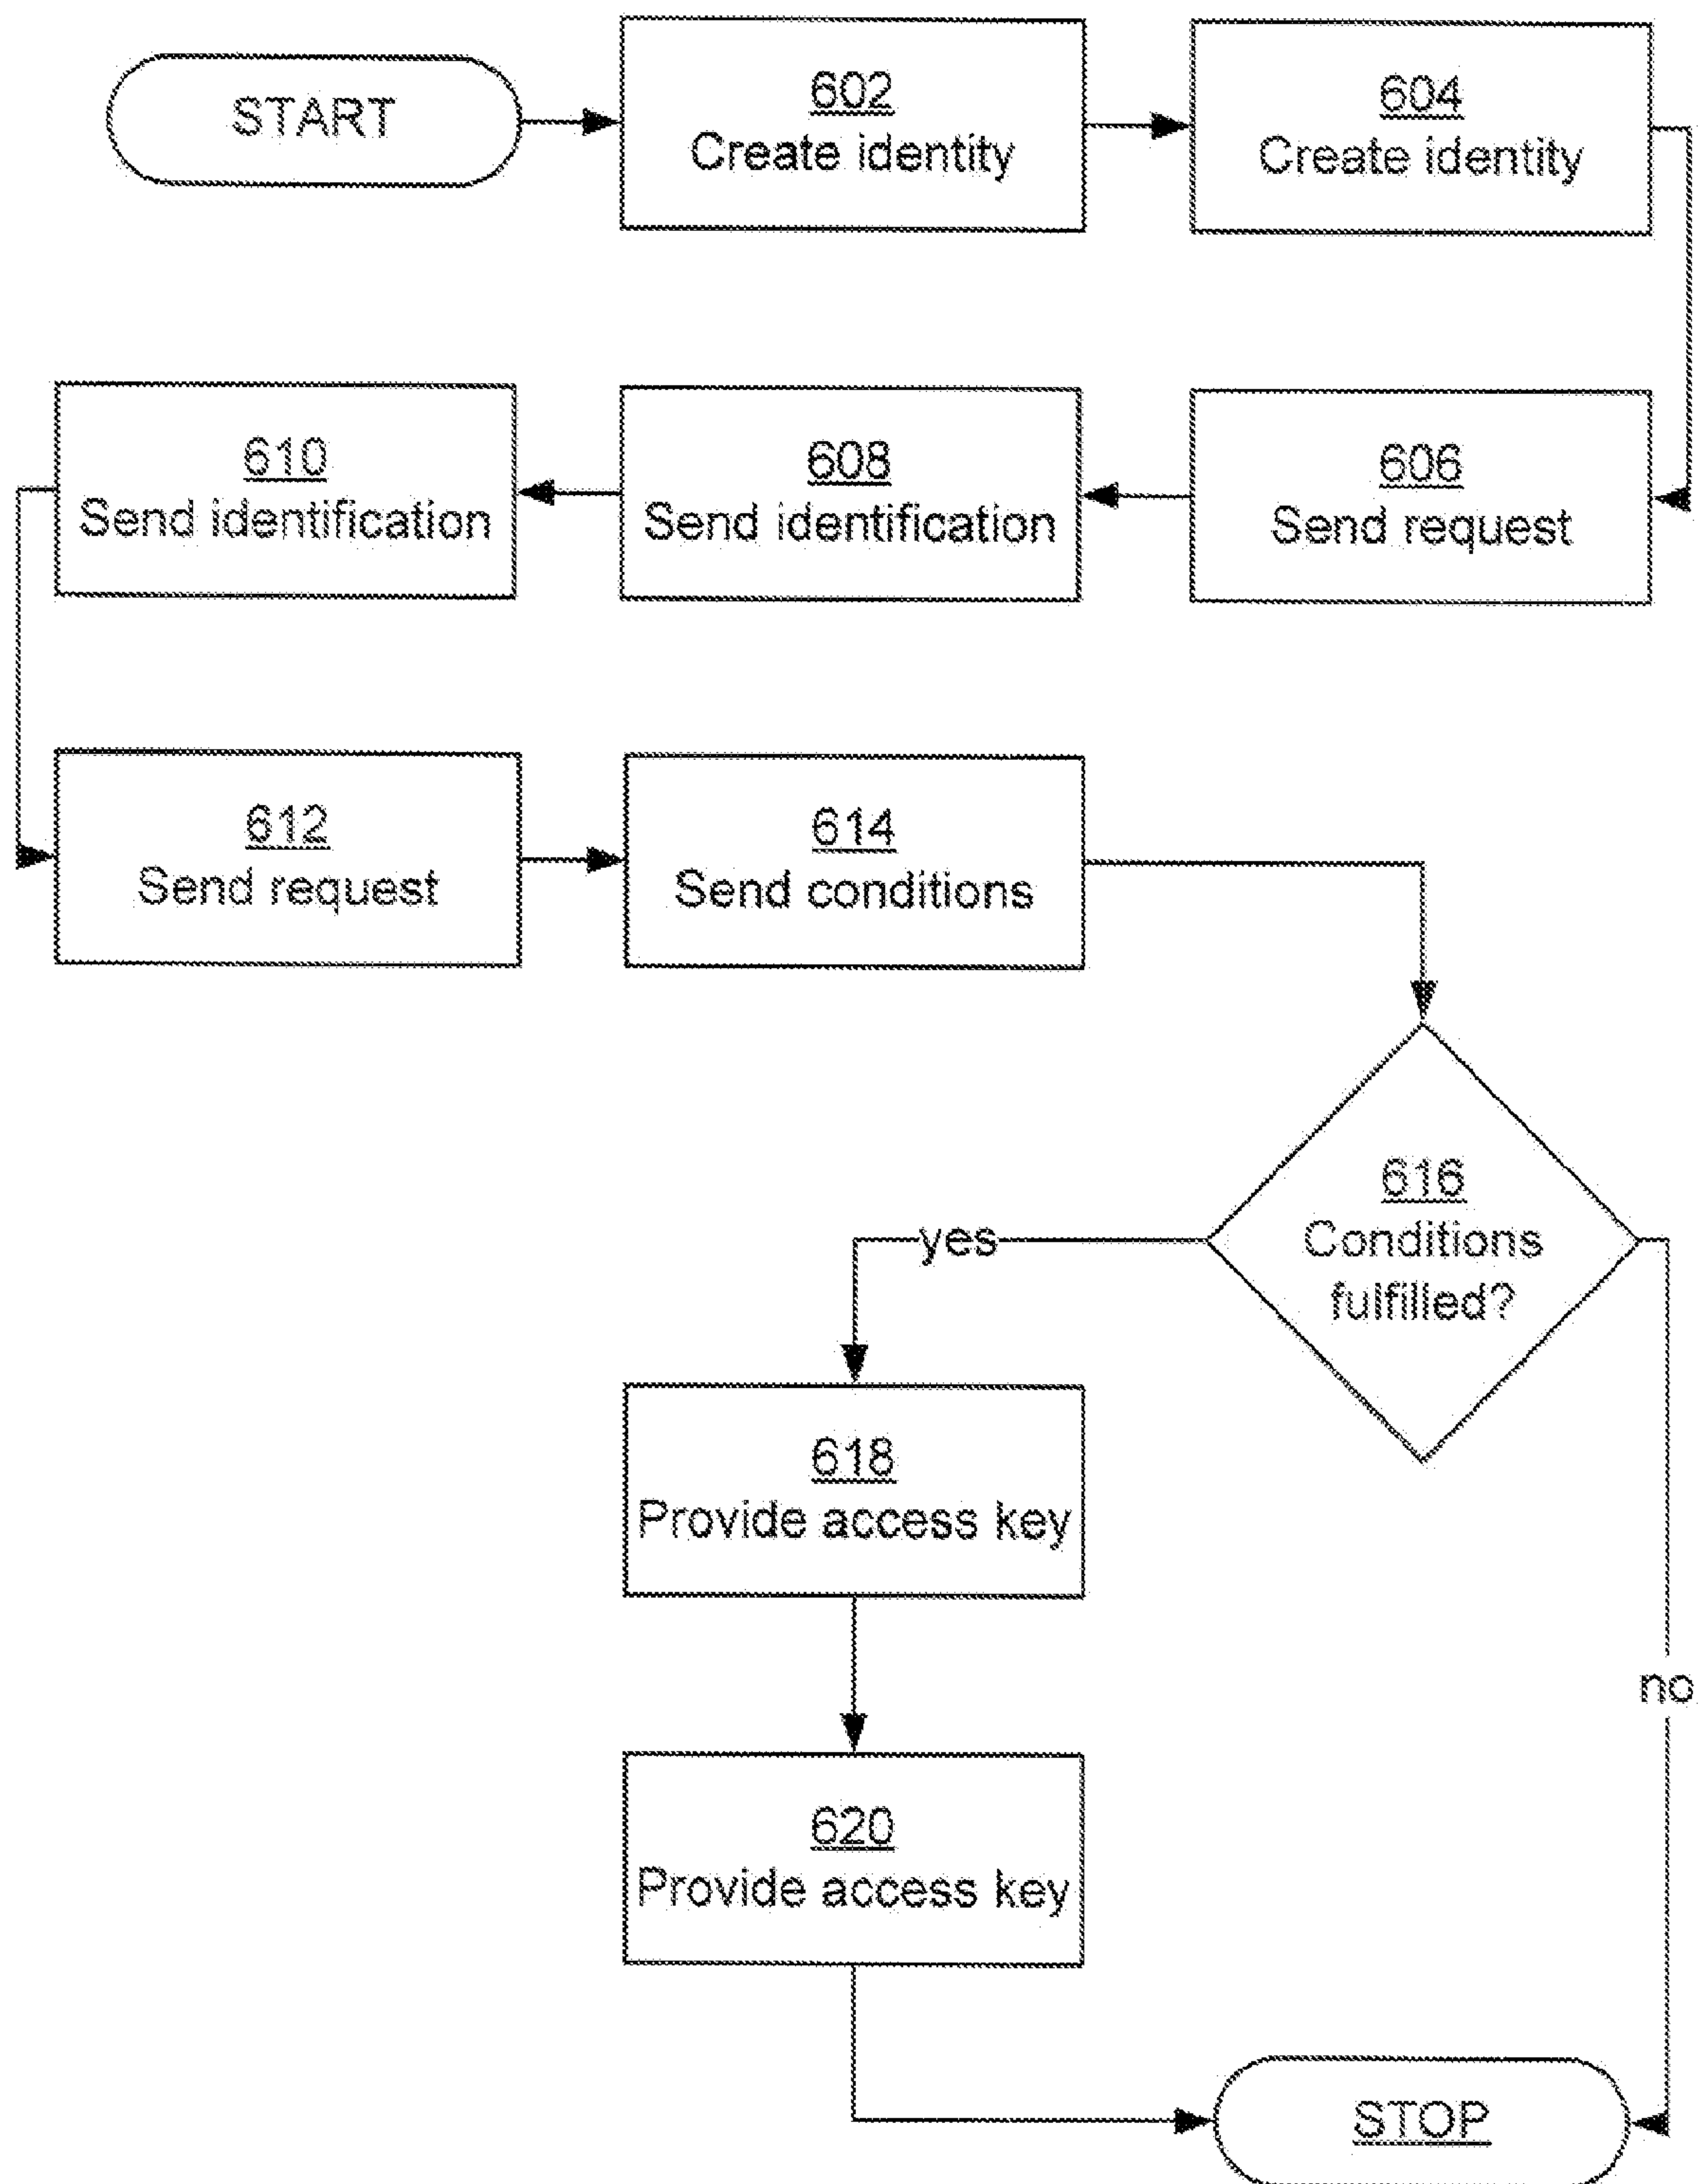 START
602
Create identity
604
Create identity
610
Send identification
608
Send identification
606
Send request
612
Send request
614
Send conditions
616
Conditions
fulfilled?
yes
618
Provide access key
no
620
Provide access key
STOP